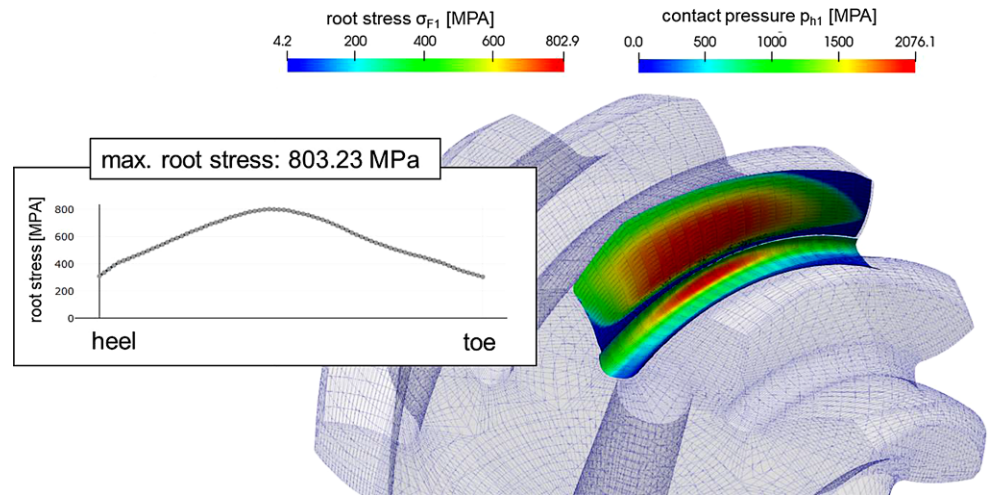 root stress σF1 [MPA]
4.2 200 400 600 802.9
contact pressure ph1 [MPA]
0.0 500 1000 1500 2076.1
max. root stress: 803.23 MPa
root stress [MPA]
800
600
400
200
0
heel toe